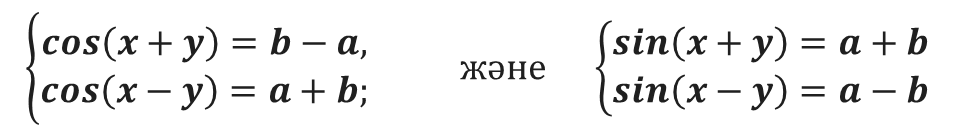 cos(x + y) = b − a, және sin(x + y) = a + b
cos(x − y) = a + b; sin(x − y) = a − b